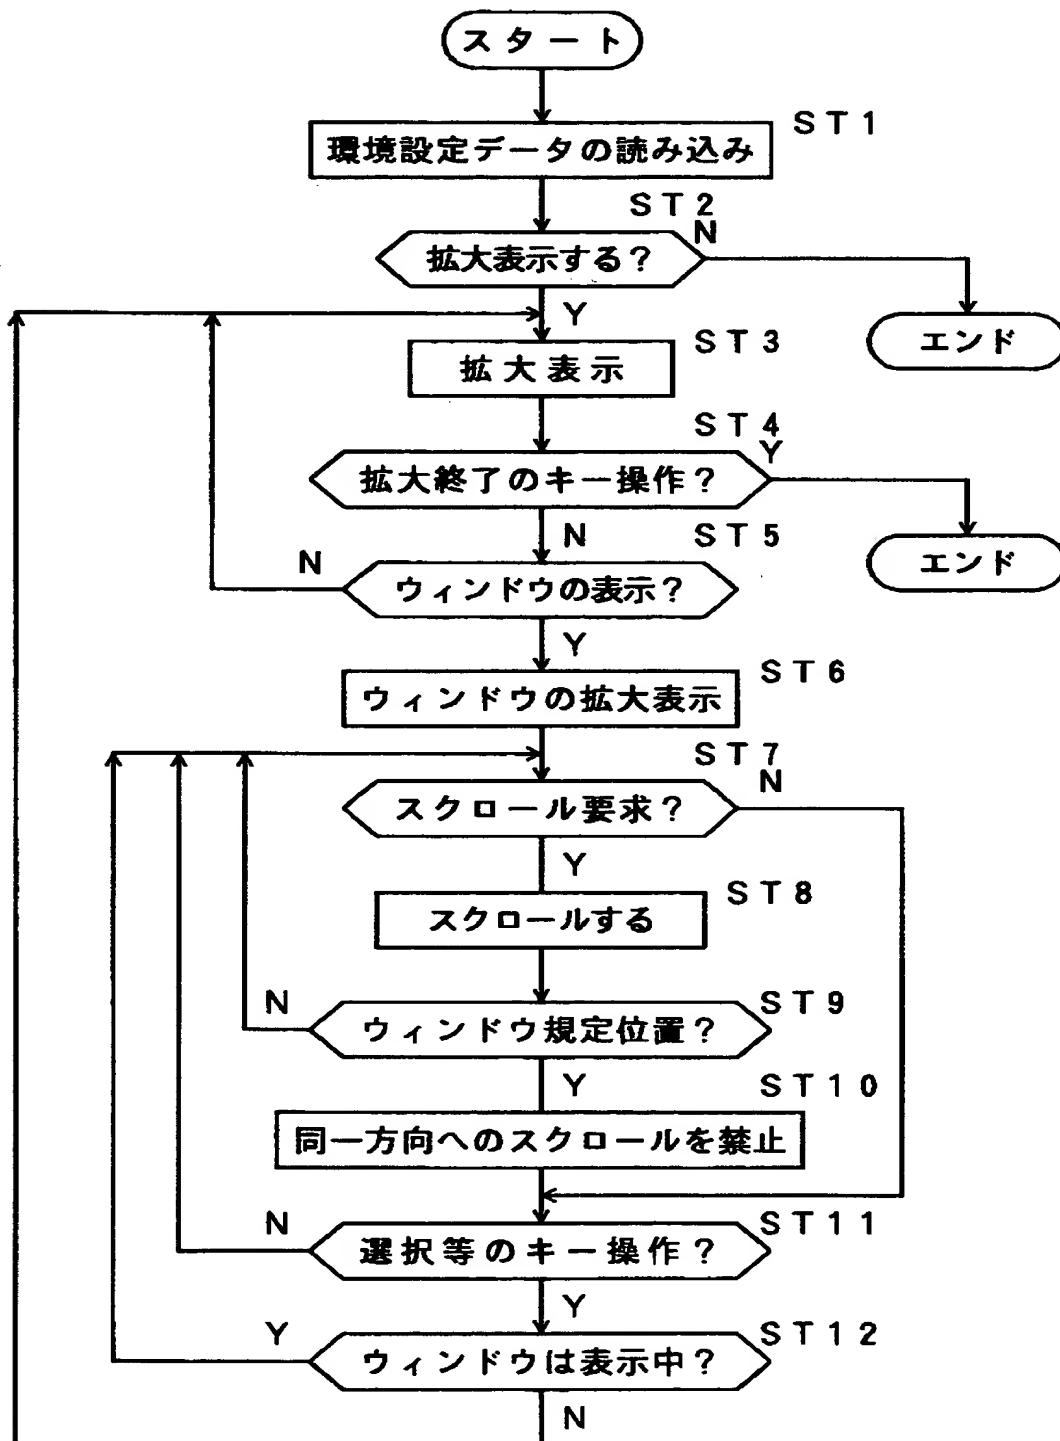 スタート
ST1
環境設定データの読み込み
ST2
N
拡大表示する?
Y
エンド
ST3
拡大表示
ST4
Y
拡大終了のキー操作?
N
ST5
エンド
N
ウィンドウの表示?
Y
ST6
ウィンドウの拡大表示
ST7
N
スクロール要求?
Y
ST8
スクロールする
N
ST9
ウィンドウ規定位置?
Y
ST10
同一方向へのスクロールを禁止
N
ST11
選択等のキー操作?
Y
Y
ST12
ウィンドウは表示中?
N